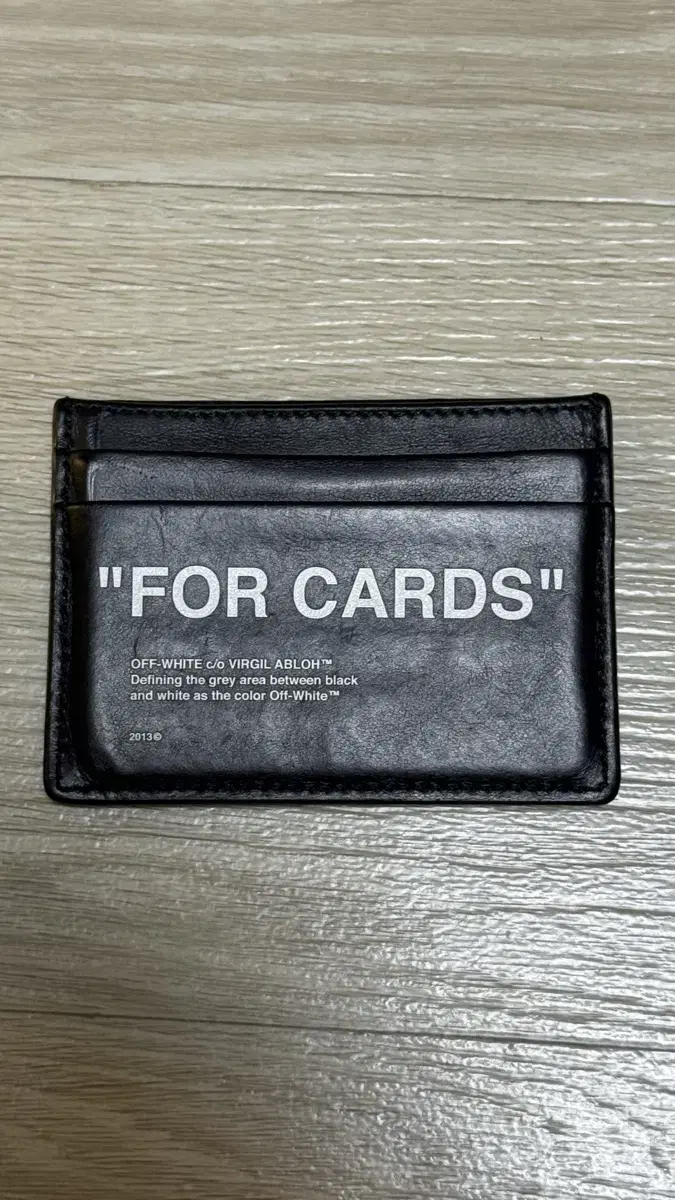 "FOR CARDS"
OFF-WHITE c/o VIRGIL ABLOH™
Defining the grey area between black
and white as the color Off-White™
2013©